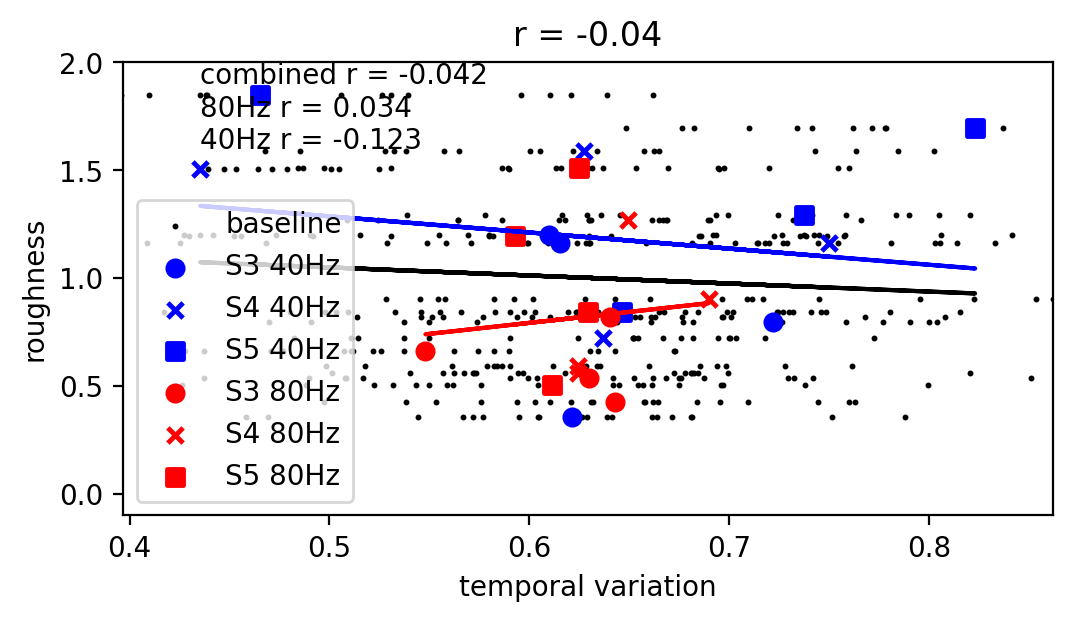 r = -0.04
combined r = -0.042
80Hz r = 0.034
40Hz r = -0.123
2.0
1.5
1.0
0.5
0.0
roughness
baseline
S3 40Hz
S4 40Hz
S5 40Hz
S3 80Hz
S4 80Hz
S5 80Hz
0.4 0.5 0.6 0.7 0.8
temporal variation